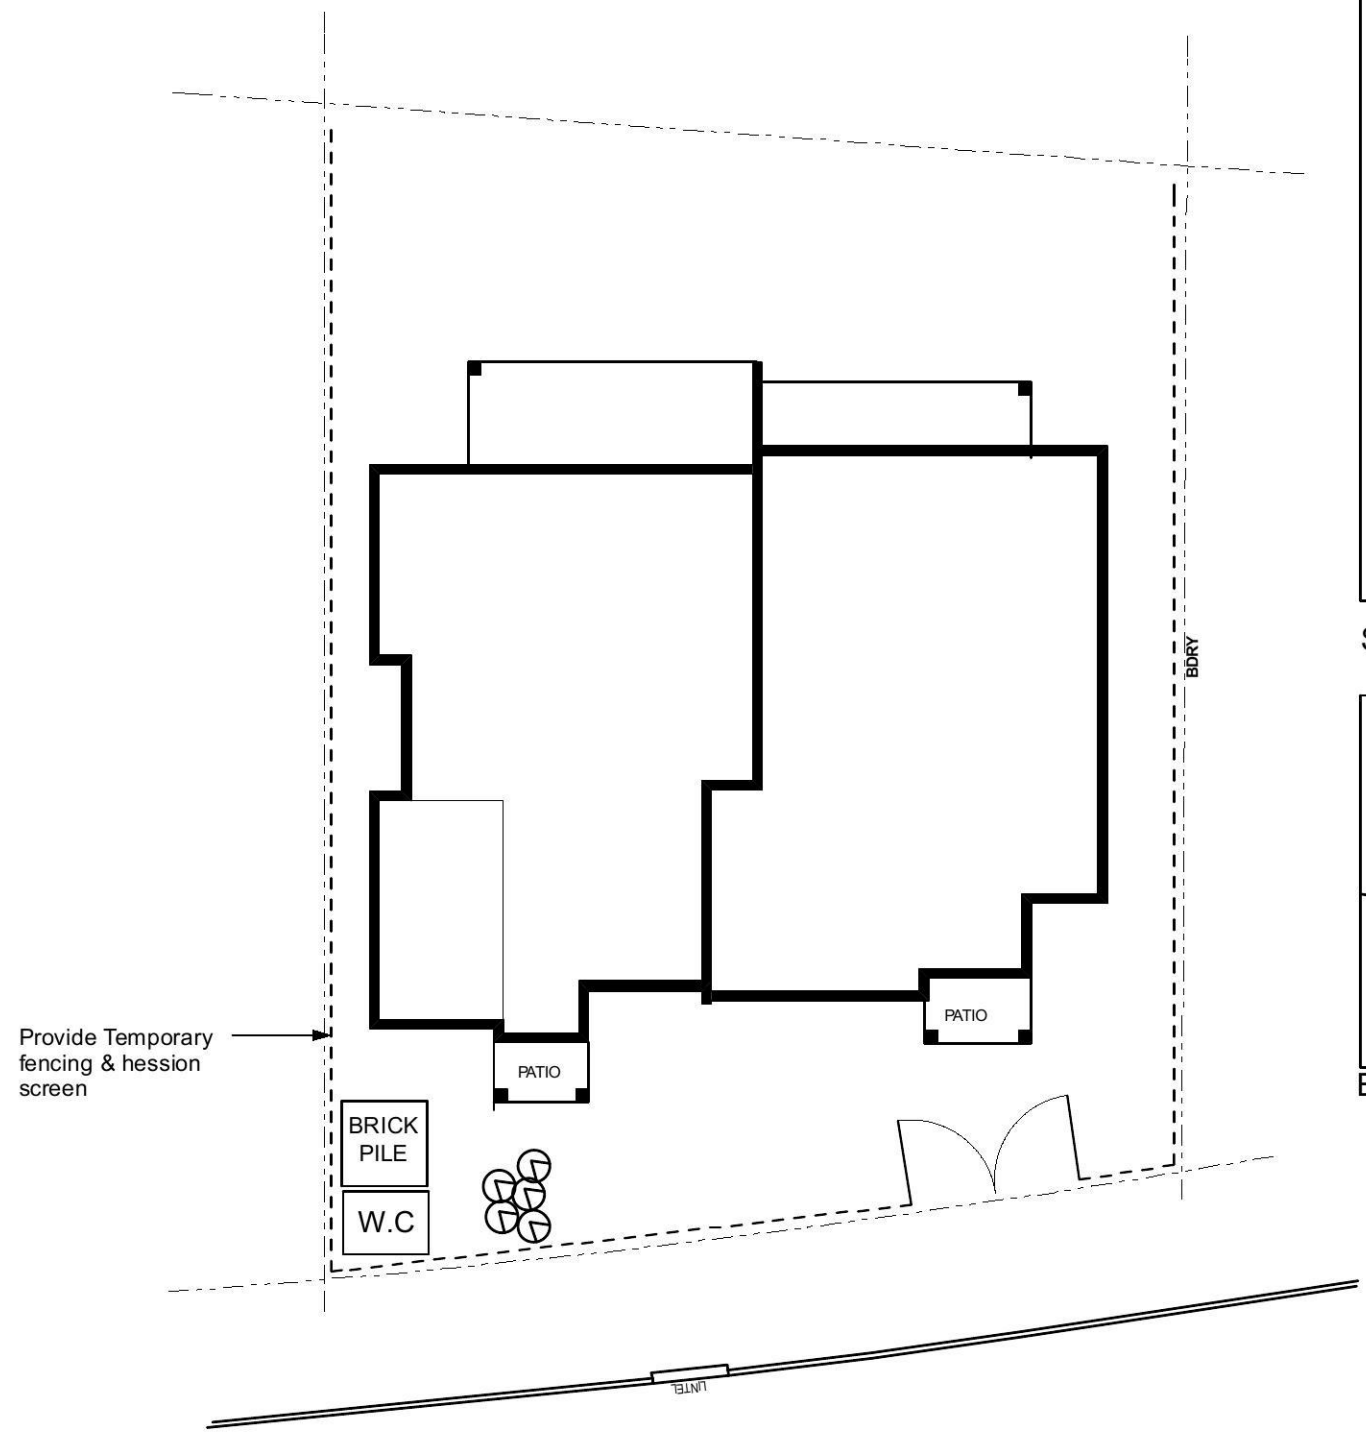 BDRY
PATIO
PATIO
Provide Temporary
fencing & hession
screen
BRICK
PILE
W.C
LINTEL